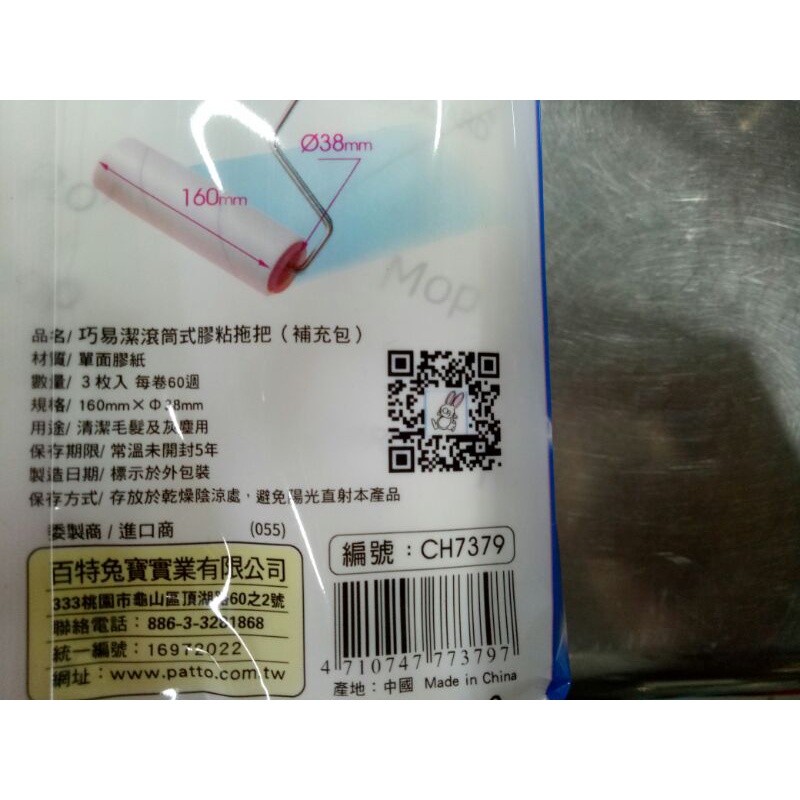 Ø38mm
160mm
Mop
品名/ 巧易潔滾筒式膠粘拖把（補充包）
材質/ 單面膠紙
數量/ 3枚入 每卷60週
規格/ 160mm×Φ38mm
用途/ 清潔毛髮及灰塵用
保存期限/ 常溫未開封5年
製造日期/ 標示於外包裝
保存方式/ 存放於乾燥陰涼處，避免陽光直射本產品
委製商 / 進口商 (055)
百特兔寶實業有限公司
333桃園市龜山區頂湖路60之2號
聯絡電話：886-3-3281868
統一編號：16972022
網址：www.patto.com.tw
編號：CH7379
4 710747 773797
產地：中國 Made in China